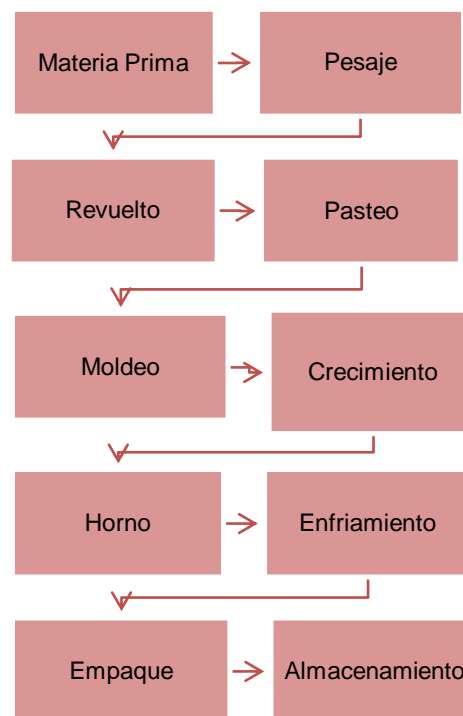 Materia Prima
Pesaje
Revuelto
Pasteo
Moldeo
Crecimiento
Horno
Enfriamiento
Empaque
Almacenamiento